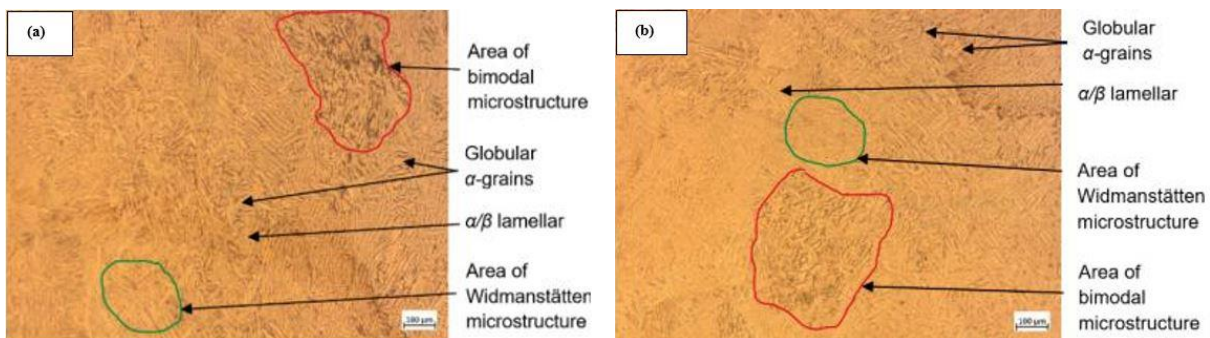 (a)
Area of
bimodal
microstructure
Globular
α-grains
α/β lamellar
Area of
Widmanstätten
microstructure
100 µm
(b)
Globular
α-grains
α/β lamellar
Area of
Widmanstätten
microstructure
Area of
bimodal
microstructure
100 µm